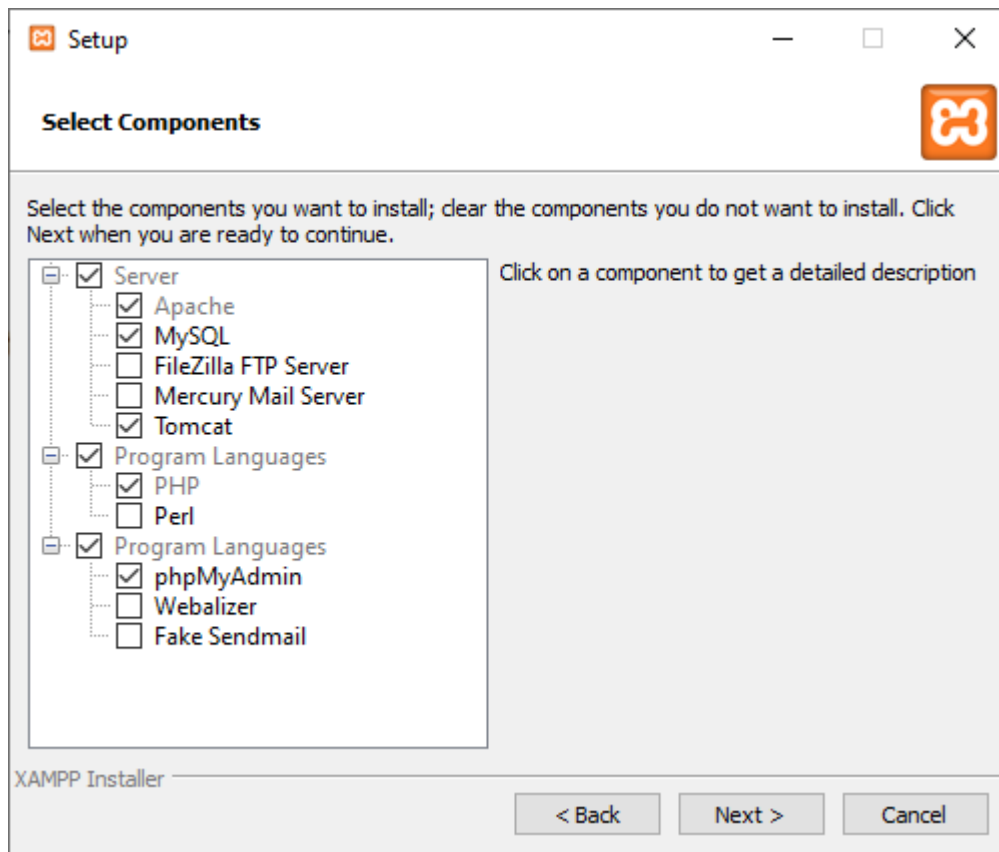 Setup
Select Components
Select the components you want to install; clear the components you do not want to install. Click
Next when you are ready to continue.
Server
Click on a component to get a detailed description
Apache
MySQL
FileZilla FTP Server
Mercury Mail Server
Tomcat
Program Languages
PHP
Perl
Program Languages
phpMyAdmin
Webalizer
Fake Sendmail
XAMPP Installer
< Back
Next >
Cancel